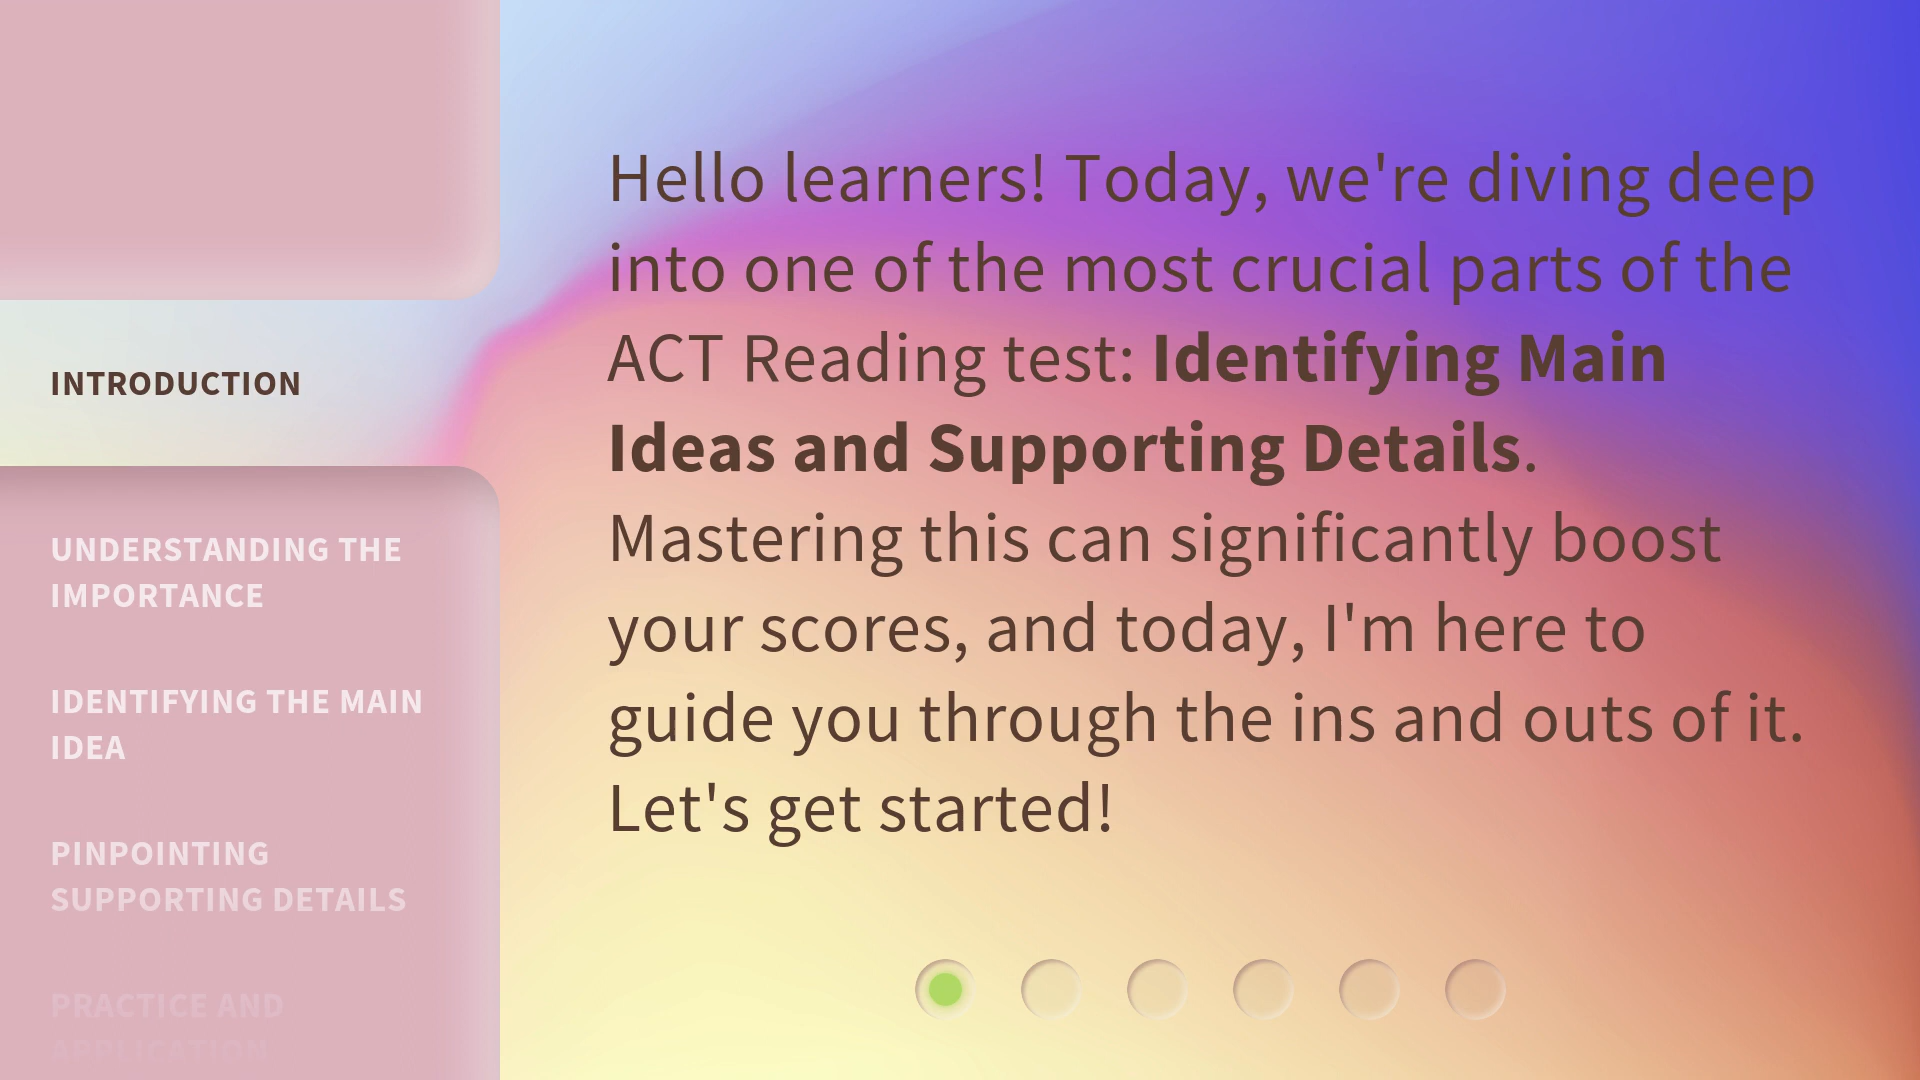 INTRODUCTION
UNDERSTANDING THE
IMPORTANCE
IDENTIFYING THE MAIN
IDEA
PINPOINTING
SUPPORTING DETAILS
PRACTICE AND
APPLICATION
Hello learners! Today, we're diving deep
into one of the most crucial parts of the
ACT Reading test: Identifying Main
Ideas and Supporting Details.
Mastering this can significantly boost
your scores, and today, I'm here to
guide you through the ins and outs of it.
Let's get started!